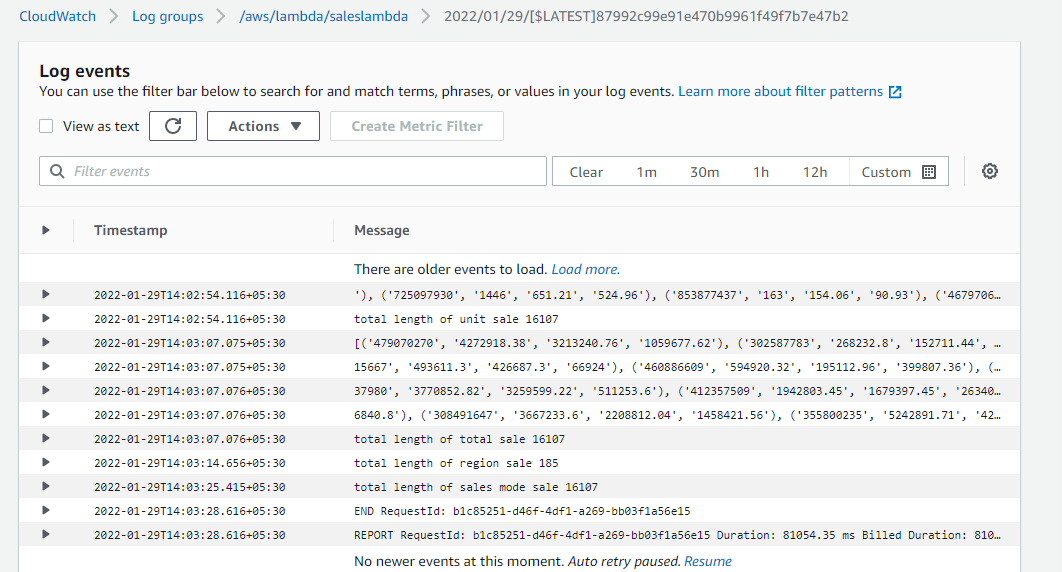 CloudWatch > Log groups > /aws/lambda/saleslambda > 2022/01/29/[$LATEST]87992c99e91e470b9961f49f7b7e47b2
Log events
You can use the filter bar below to search for and match terms, phrases, or values in your log events. Learn more about filter patterns
View as text Actions Create Metric Filter
Filter events Clear 1m 30m 1h 12h Custom
Timestamp Message
There are older events to load. Load more.
2022-01-29T14:02:54.116+05:30 '), ('725097930', '1446', '651.21', '524.96'), ('853877437', '163', '154.06', '90.93'), ('4679706…
2022-01-29T14:02:54.116+05:30 total length of unit sale 16107
2022-01-29T14:03:07.075+05:30 [('479070270', '4272918.38', '3213240.76', '1059677.62'), ('302587783', '268232.8', '152711.44', …
2022-01-29T14:03:07.075+05:30 15667', '493611.3', '426687.3', '66924'), ('460886609', '594920.32', '195112.96', '399807.36'), (…
2022-01-29T14:03:07.076+05:30 37980', '3770852.82', '3259599.22', '511253.6'), ('412357509', '1942803.45', '1679397.45', '26340…
2022-01-29T14:03:07.076+05:30 6840.8'), ('308491647', '3667233.6', '2208812.04', '1458421.56'), ('355800235', '5242891.71', '42…
2022-01-29T14:03:07.076+05:30 total length of total sale 16107
2022-01-29T14:03:14.656+05:30 total length of region sale 185
2022-01-29T14:03:25.415+05:30 total length of sales mode sale 16107
2022-01-29T14:03:28.616+05:30 END RequestId: b1c85251-d46f-4df1-a269-bb03f1a56e15
2022-01-29T14:03:28.616+05:30 REPORT RequestId: b1c85251-d46f-4df1-a269-bb03f1a56e15 Duration: 81054.35 ms Billed Duration: 810…
No newer events at this moment. Auto retry paused. Resume